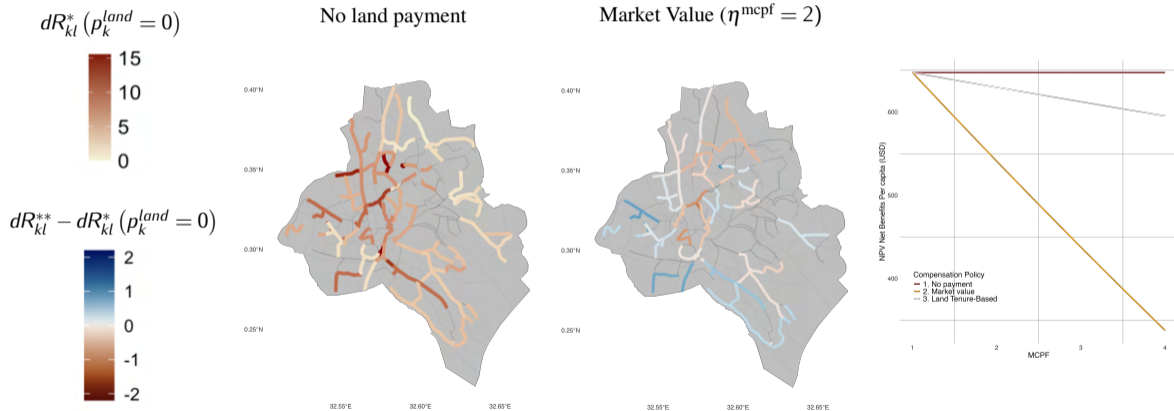 dR*ₖₗ (pₖˡᵃⁿᵈ = 0)
15
10
5
0
dR**ₖₗ − dR*ₖₗ (pₖˡᵃⁿᵈ = 0)
2
1
0
-1
-2
No land payment
0.40°N
0.35°N
0.30°N
0.25°N
32.55°E 32.60°E 32.65°E
Market Value (ηᵐᶜᵖᶠ = 2)
0.40°N
0.35°N
0.30°N
0.25°N
32.55°E 32.60°E 32.65°E
NPV Net Benefits Per capita (USD)
600
500
400
Compensation Policy
1. No payment
2. Market value
3. Land Tenure-Based
1 2 3 4
MCPF